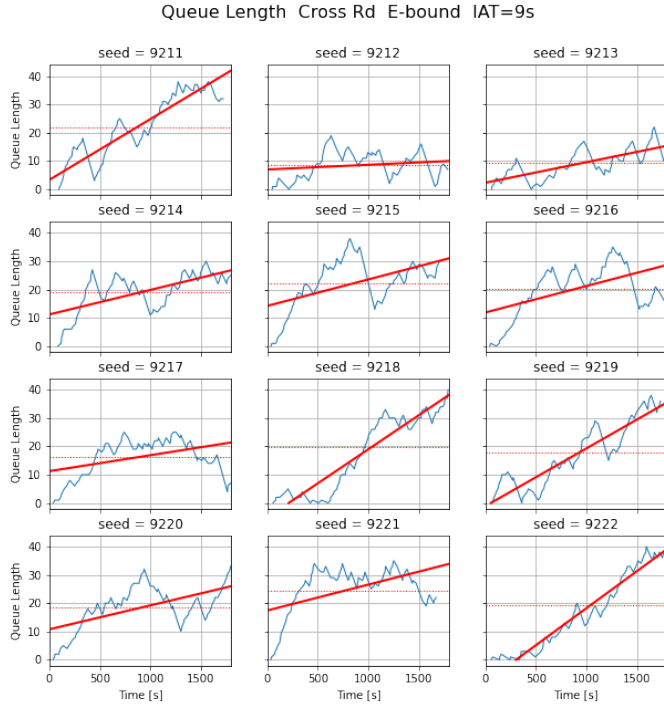 Queue Length Cross Rd E-bound IAT=9s
seed = 9211
seed = 9212
seed = 9213
Queue Length
40
30
20
10
0
seed = 9214
seed = 9215
seed = 9216
Queue Length
40
30
20
10
0
seed = 9217
seed = 9218
seed = 9219
Queue Length
40
30
20
10
0
seed = 9220
seed = 9221
seed = 9222
Queue Length
40
30
20
10
0
0 500 1000 1500
0 500 1000 1500
0 500 1000 1500
Time [s]
Time [s]
Time [s]